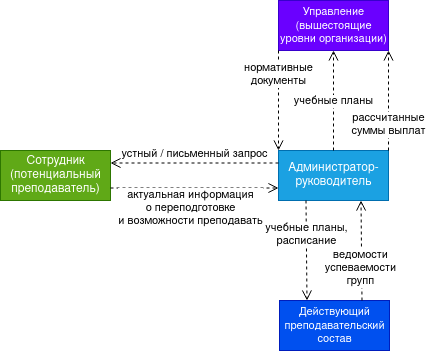 Управление
(вышестоящие
уровни организации)
нормативные
документы
учебные планы
рассчитанные
суммы выплат
устный / письменный запрос
Сотрудник
(потенциальный
преподаватель)
Администратор-
руководитель
актуальная информация
о переподготовке
и возможности преподавать
учебные планы,
расписание
ведомости
успеваемости
групп
Действующий
преподавательский
состав